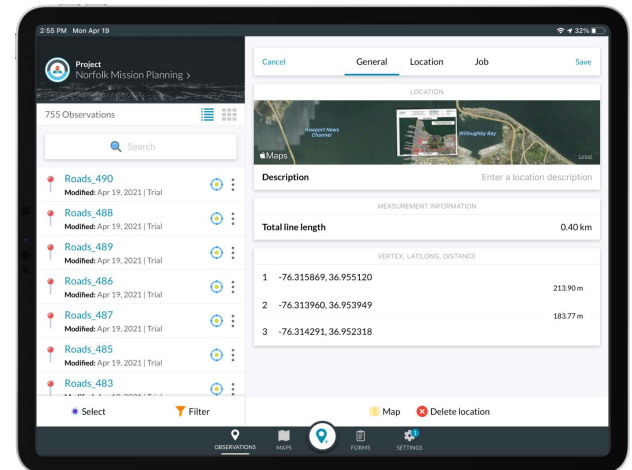 2:55 PM Mon Apr 19
32%
Project
Norfolk Mission Planning >
755 Observations
Search
Roads_490
Modified: Apr 19, 2021 | Trial
Roads_488
Modified: Apr 19, 2021 | Trial
Roads_489
Modified: Apr 19, 2021 | Trial
Roads_486
Modified: Apr 19, 2021 | Trial
Roads_487
Modified: Apr 19, 2021 | Trial
Roads_485
Modified: Apr 19, 2021 | Trial
Roads_483
Select
Filter
Cancel General Location Job Save
LOCATION
Newport News
Channel
Willoughby Bay
Maps
Legal
Description Enter a location description
MEASUREMENT INFORMATION
Total line length 0.40 km
VERTEX, LAT/LONG, DISTANCE
1 -76.315869, 36.955120
213.90 m
2 -76.313960, 36.953949
183.77 m
3 -76.314291, 36.952318
Map Delete location
OBSERVATIONS MAPS FORMS SETTINGS
1